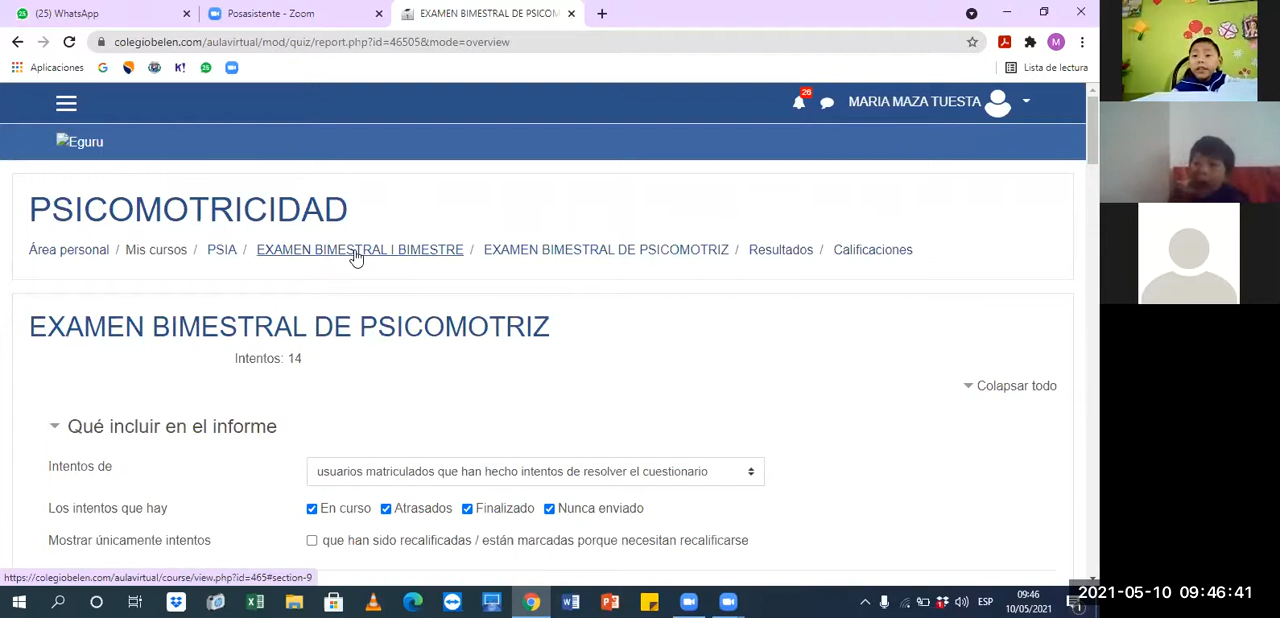 (25) WhatsApp
Posasistente - Zoom
EXAMEN BIMESTRAL DE PSICOM
colegiobelen.com/aulavirtual/mod/quiz/report.php?id=46505&mode=overview
M
Aplicaciones
K!
Lista de lectura
26
MARIA MAZA TUESTA
Eguru
PSICOMOTRICIDAD
Área personal / Mis cursos / PSIA / EXAMEN BIMESTRAL I BIMESTRE / EXAMEN BIMESTRAL DE PSICOMOTRIZ / Resultados / Calificaciones
EXAMEN BIMESTRAL DE PSICOMOTRIZ
Intentos: 14
Colapsar todo
Qué incluir en el informe
Intentos de
usuarios matriculados que han hecho intentos de resolver el cuestionario
Los intentos que hay
En curso Atrasados Finalizado Nunca enviado
Mostrar únicamente intentos
que han sido recalificadas / están marcadas porque necesitan recalificarse
https://colegiobelen.com/aulavirtual/course/view.php?id=465#section-9
ESP
09:46
10/05/2021
2021-05-10 09:46:41